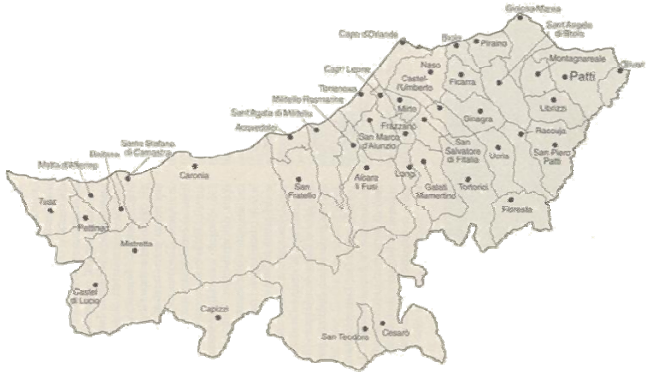 Gioiosa Marea
Capo d'Orlando
Brolo
Piraino
Sant'Angelo
di Brolo
Montagnareale
Patti
Naso
Capri Leone
Castel-
l'Umberto
Ficarra
Torrenova
Mirto
Librizzi
Militello Rosmarino
Sant'Agata di Militello
Acquedolci
Frazzanò
Sinagra
San Marco
d'Alunzio
San
Salvatore
di Fitalia
Raccuja
Ucria
San Piero
Patti
Santo Stefano
di Camastra
Reitano
Motta d'Affermo
Caronia
San
Fratello
Alcara
li Fusi
Longi
Galati
Mamertino
Tortorici
Floresta
Tusa
Pettineo
Mistretta
Castel
di Lucio
Capizzi
San Teodoro
Cesarò